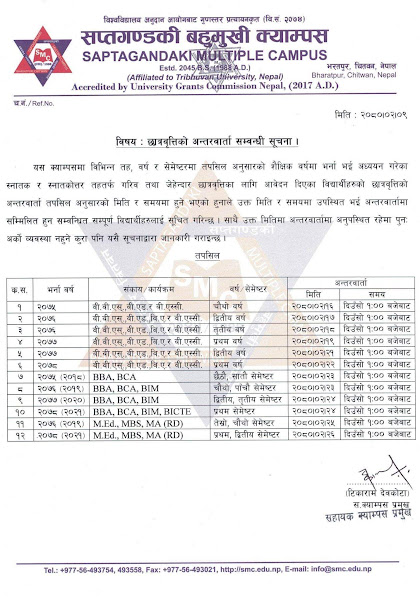 विश्वविद्यालय अनुदान आयोगबाट गुणस्तर प्रत्यायनकृत (वि.सं. २०७४)
सप्तगण्डकी बहुमुखी क्याम्पस
SAPTAGANDAKI MULTIPLE CAMPUS
Estd. 2045 B.S. (1988 A.D.)
(Affiliated to Tribhuvan University, Nepal)
भरतपुर, चितवन, नेपाल
Bharatpur, Chitwan, Nepal
Accredited by University Grants Commission Nepal, (2017 A.D.)
च.नं./Ref.No.
मिति : २०८०।०२।०९
विषय : छात्रवृत्तिको अन्तरवार्ता सम्बन्धी सूचना।
यस क्याम्पसमा विभिन्न तह, वर्ष र सेमेस्टरमा तपसिल अनुसारको शैक्षिक वर्षमा भर्ना भई अध्ययन गरेका
स्नातक र स्नातकोत्तर तहतर्फ गरिव तथा जेहेन्दार छात्रवृत्तिका लागि आवेदन दिएका विद्यार्थीहरुको छात्रवृत्तिको
अन्तरवार्ता तपसिल अनुसारको मिति र समयमा हुने भएको हुनाले उक्त मिति र समयमा उपस्थित भई अन्तरवार्तामा
सम्मिलित हुन सम्बन्धित सम्पूर्ण विद्यार्थीहरुलाई सूचित गरिन्छ। साथै उक्त मितिमा अन्तरवार्तामा अनुपस्थित रहेमा पुनः
अर्को व्यवस्था नहुने कुरा पनि यसै सूचनाद्वारा जानकारी गराइन्छ।
तपसिल
क.स. भर्ना वर्ष संकाय/कार्यक्रम वर्ष/सेमेस्टर अन्तरवार्ता
मिति समय
१ २०७५ बी.बी.एस्,बी.एड.र बी.एस्सी. चौथो वर्ष २०८०।०२।१६ दिउँसो १:०० बजेबाट
२ २०७६ बी.बी.एस्,बी.एड,बि.ए.र बी.एस्सी. द्वितीय वर्ष २०८०।०२।१७ दिउँसो १:०० बजेबाट
३ २०७६ बी.बी.एस्,बी.एड,बि.ए.र बी.एस्सी. तृतीय वर्ष २०८०।०२।१८ दिउँसो १:०० बजेबाट
४ २०७७ बी.बी.एस्,बी.एड,बि.ए.र बी.एस्सी. प्रथम वर्ष २०८०।०२।१९ दिउँसो १:०० बजेबाट
५ २०७७ बी.बी.एस्,बी.एड,बि.ए.र बी.एस्सी. द्वितीय वर्ष २०८०।०२।२१ दिउँसो १:०० बजेबाट
६ २०७८ बी.बी.एस्,बी.एड,बि.ए.र बी.एस्सी. प्रथम वर्ष २०८०।०२।२२ दिउँसो १:०० बजेबाट
७ २०७५ (२०१८) BBA, BCA छैठौं, सातौं सेमेस्टर २०८०।०२।२३ दिउँसो १:०० बजेबाट
८ २०७६ (२०१९) BBA, BCA, BIM चौथो, पाँचौं सेमेस्टर २०८०।०२।२३ दिउँसो १:०० बजेबाट
९ २०७७ (२०२०) BBA, BCA, BIM द्वितीय, तृतीय सेमेस्टर २०८०।०२।२४ दिउँसो १:०० बजेबाट
१० २०७८ (२०२१) BBA, BCA, BIM, BICTE प्रथम सेमेस्टर २०८०।०२।२४ दिउँसो १:०० बजेबाट
११ २०७६ (२०१९) M.Ed., MBS, MA (RD) तेस्रो, चौथो सेमेष्टर २०८०।०२।२५ दिउँसो १:०० बजेबाट
१२ २०७८ (२०२१) M.Ed., MBS, MA (RD) प्रथम, द्वितीय सेमेष्टर २०८०।०२।२६ दिउँसो १:०० बजेबाट
(टिकाराम देवकोटा)
स.क्याम्पस प्रमुख
सहायक क्याम्पस प्रमुख
Tel.: +977-56-493754, 493558, Fax: +977-56-493021, http://smc.edu.np, E-mail: info@smc.edu.np